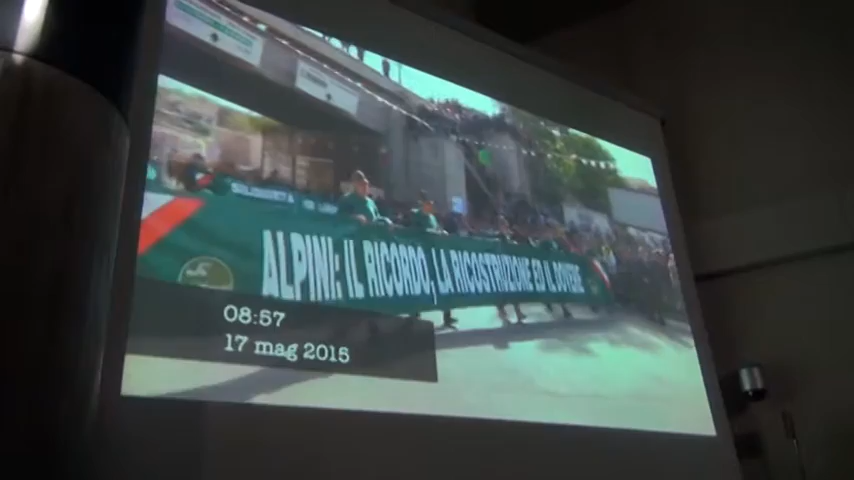 ALPINI: IL RICORDO, LA RICOSTRUZIONE ED IL DOVERE
08:57
17 mag 2015